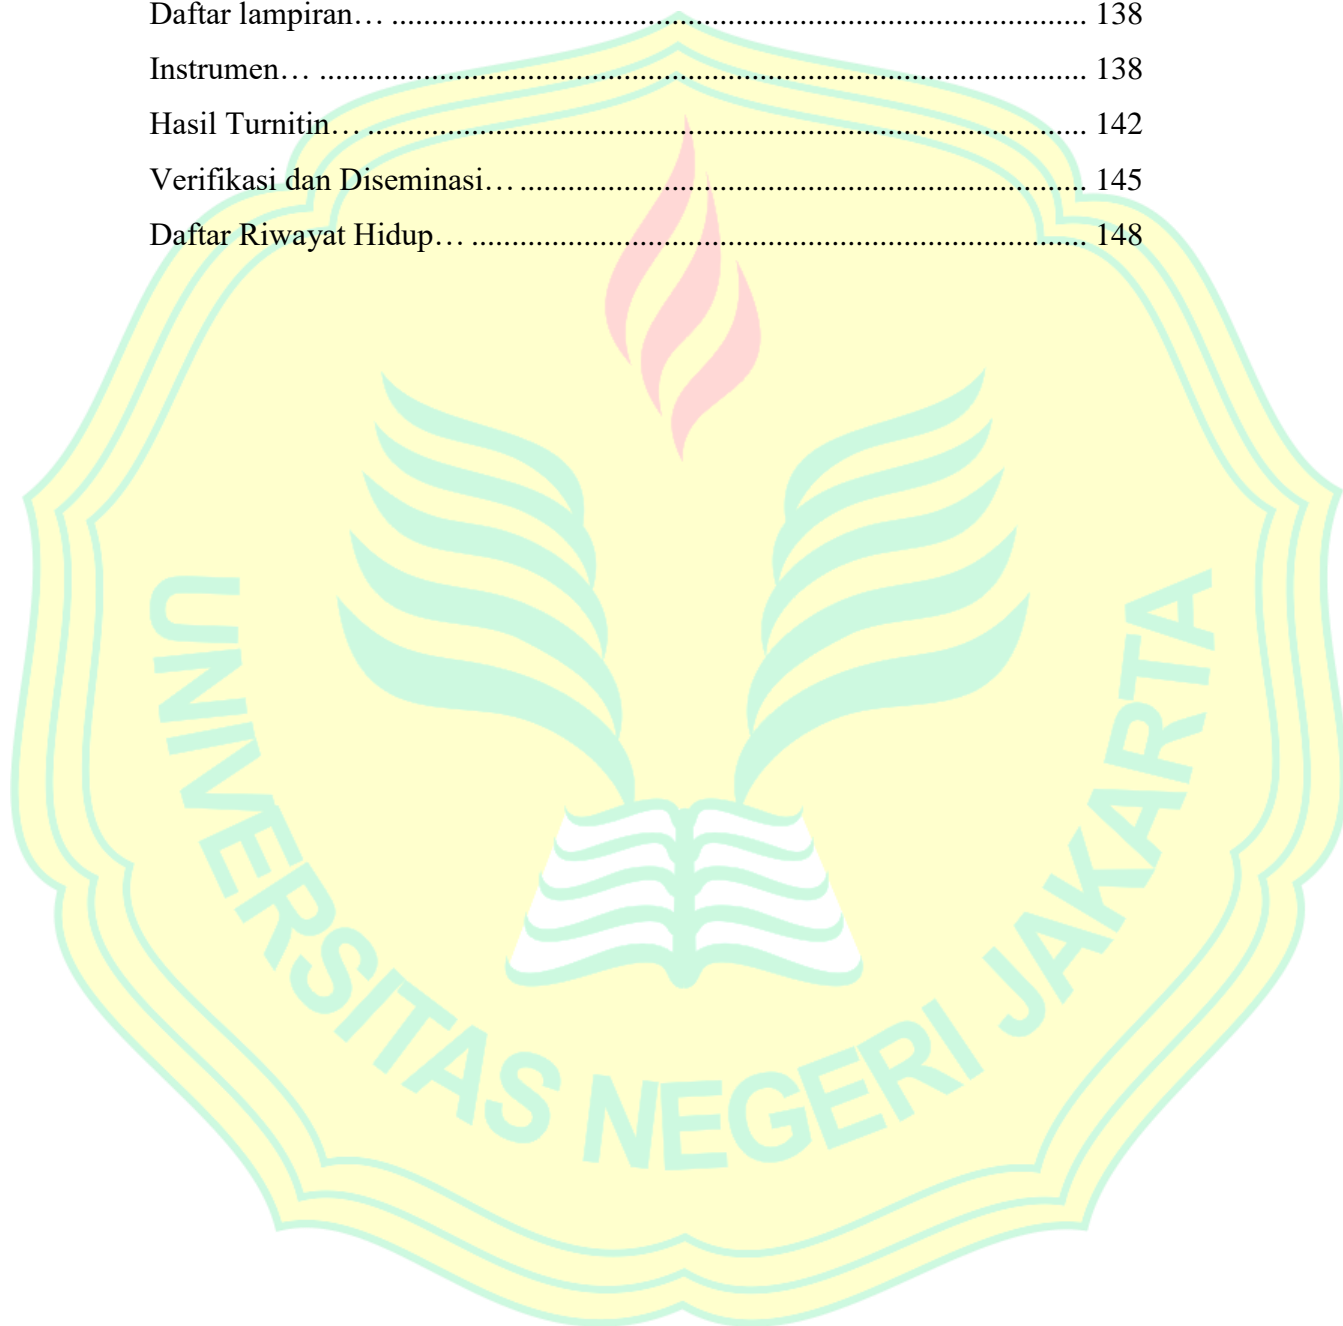 Daftar lampiran… ......................................................................... 138
Instrumen… ................................................................................ 138
Hasil Turnitin… ........................................................................... 142
Verifikasi dan Diseminasi… ........................................................... 145
Daftar Riwayat Hidup… ................................................................ 148
UNIVERSITAS NEGERI JAKARTA